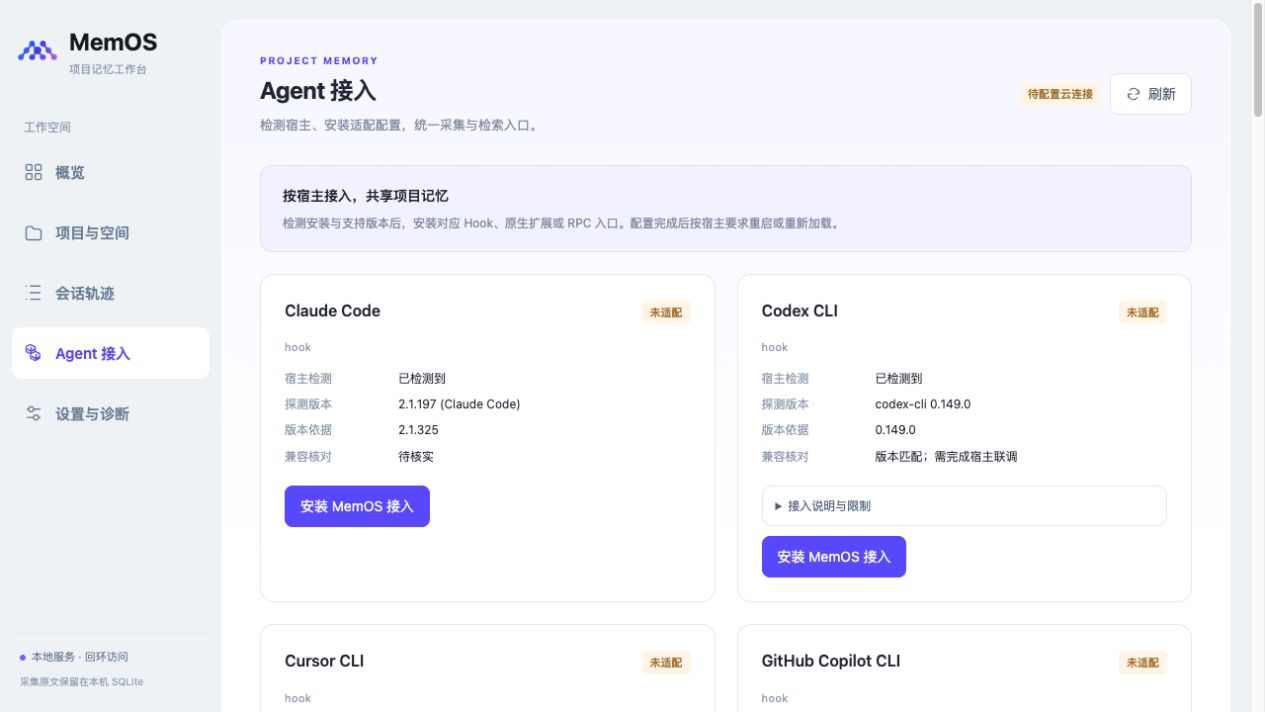 MemOS
项目记忆工作台
工作空间
概览
项目与空间
会话轨迹
Agent 接入
设置与诊断
本地服务 · 回环访问
采集原文保留在本机 SQLite
PROJECT MEMORY
Agent 接入
检测宿主、安装适配配置，统一采集与检索入口。
待配置云连接
刷新
按宿主接入，共享项目记忆
检测安装与支持版本后，安装对应 Hook、原生扩展或 RPC 入口。配置完成后按宿主要求重启或重新加载。
Claude Code
未适配
hook
宿主检测 已检测到
探测版本 2.1.197 (Claude Code)
版本依据 2.1.325
兼容核对 待核实
安装 MemOS 接入
Codex CLI
未适配
hook
宿主检测 已检测到
探测版本 codex-cli 0.149.0
版本依据 0.149.0
兼容核对 版本匹配；需完成宿主联调
接入说明与限制
安装 MemOS 接入
Cursor CLI
未适配
hook
GitHub Copilot CLI
未适配
hook